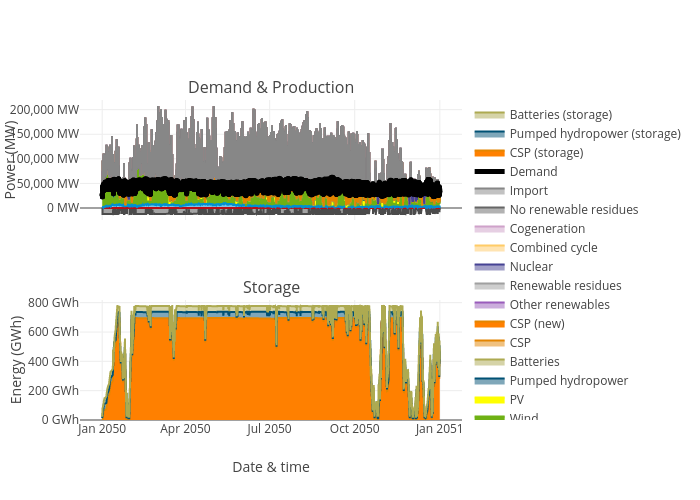 Demand & Production
Power (MW)
200,000 MW
150,000 MW
100,000 MW
50,000 MW
0 MW
Storage
Energy (GWh)
800 GWh
600 GWh
400 GWh
200 GWh
0 GWh
Jan 2050
Apr 2050
Jul 2050
Oct 2050
Jan 2051
Date & time
Batteries (storage)
Pumped hydropower (storage)
CSP (storage)
Demand
Import
No renewable residues
Cogeneration
Combined cycle
Nuclear
Renewable residues
Other renewables
CSP (new)
CSP
Batteries
Pumped hydropower
PV
Wind